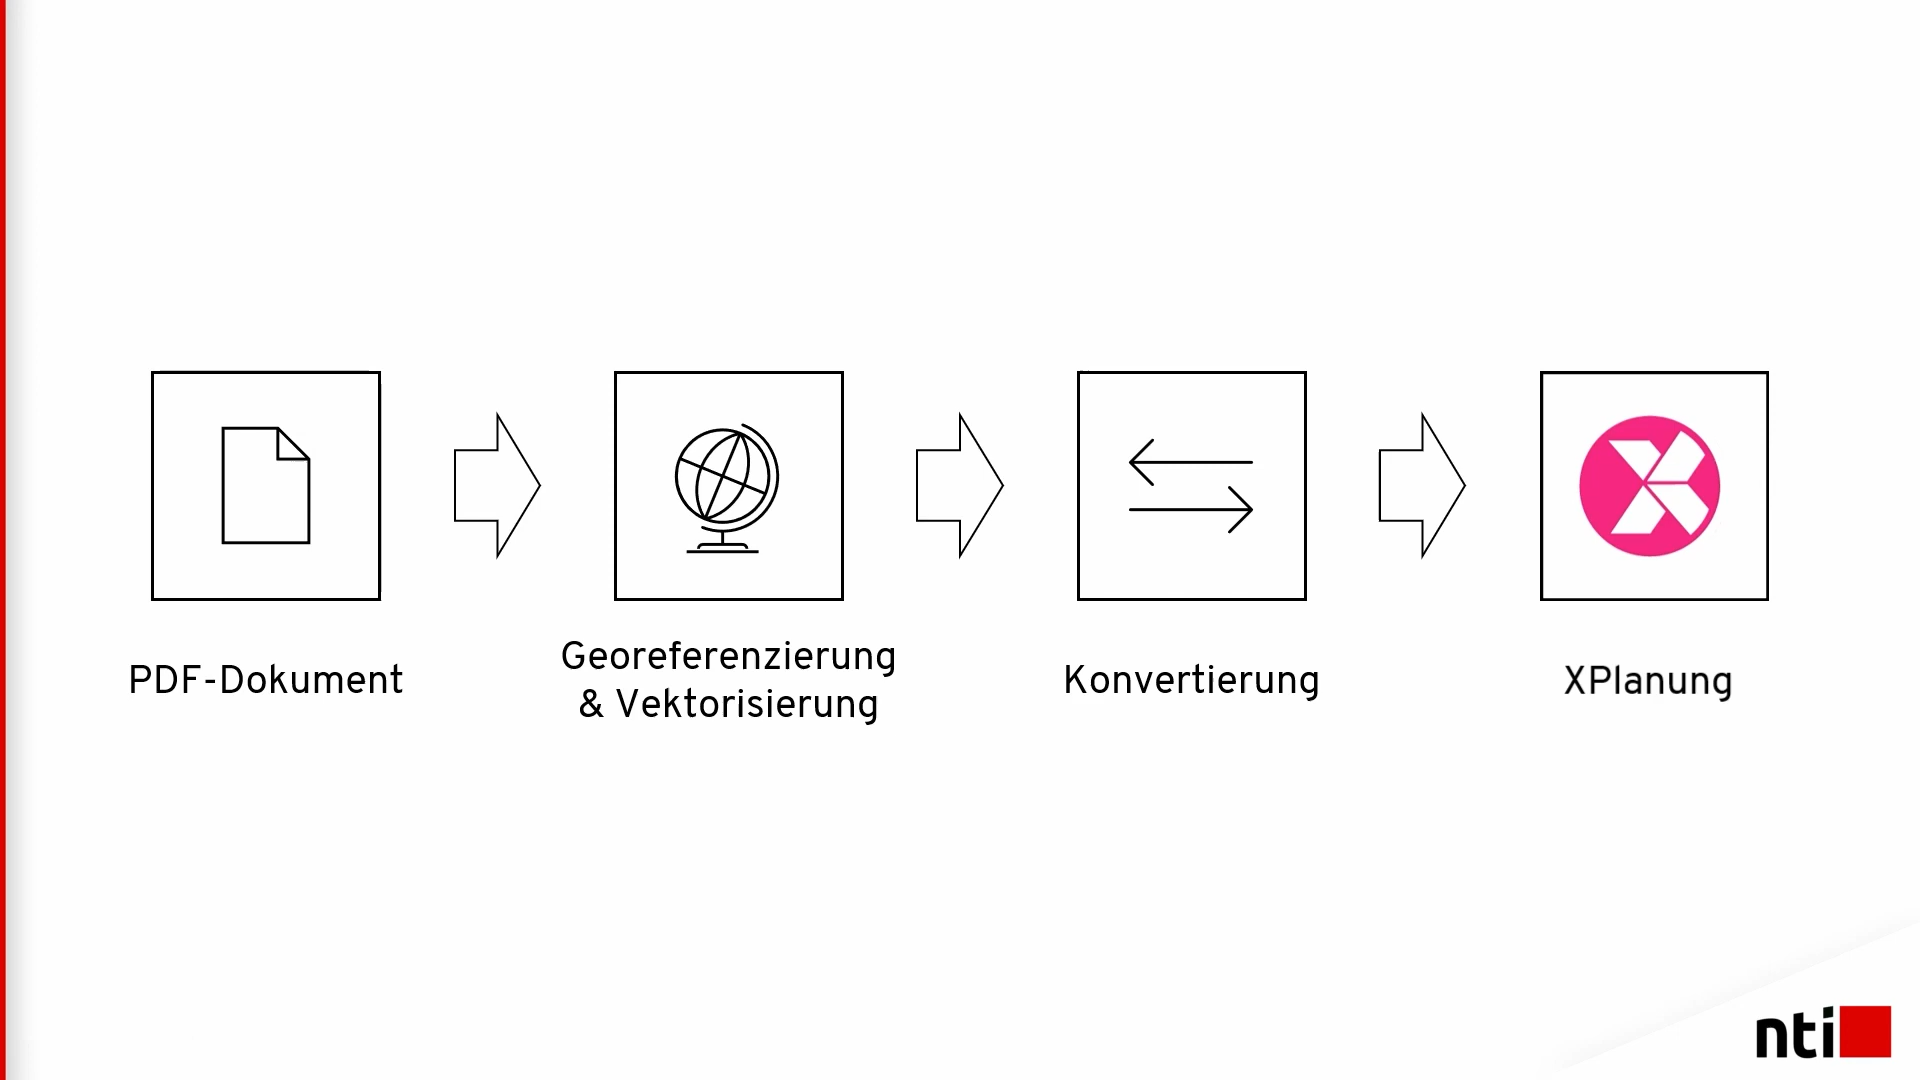 PDF-Dokument
Georeferenzierung
& Vektorisierung
Konvertierung
XPlanung
nti